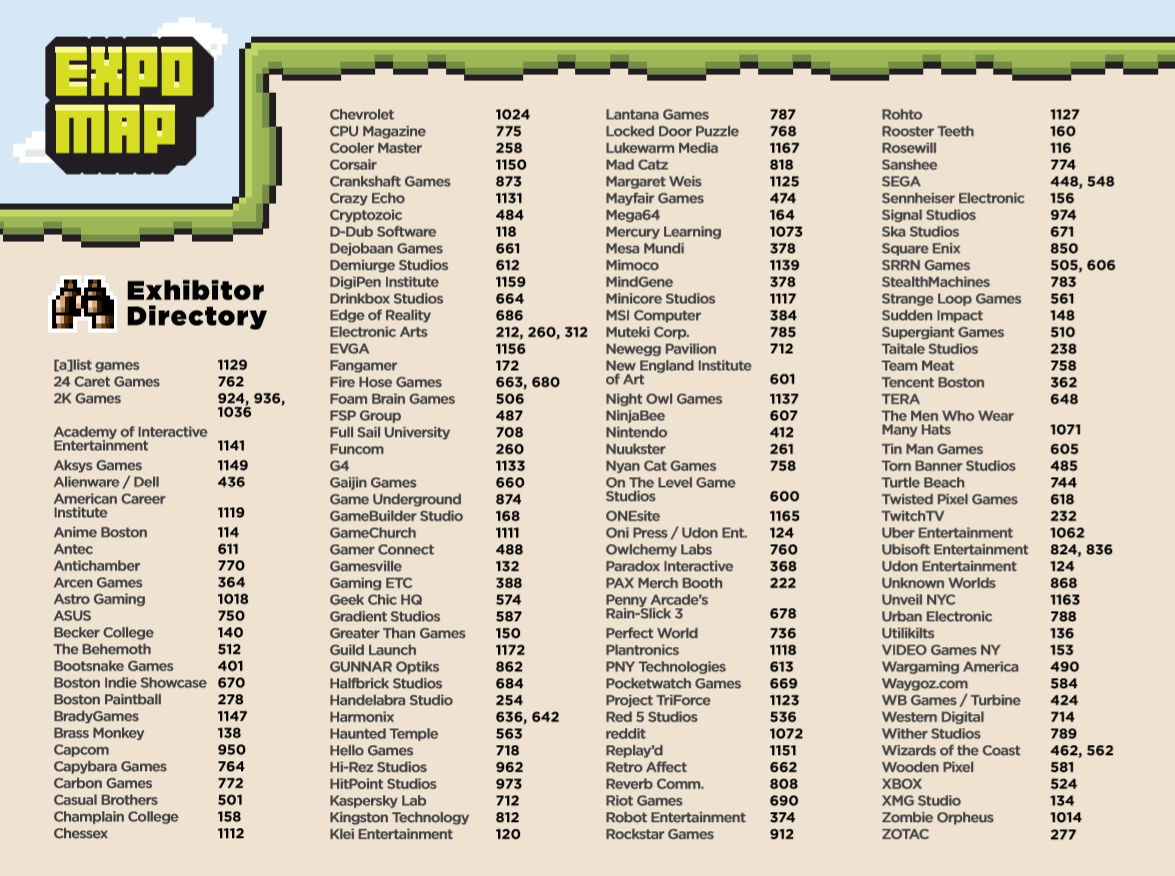 EXPO
MAP
Exhibitor
Directory
[a]list games 1129
24 Caret Games 762
2K Games 924, 936,
1036
Academy of Interactive
Entertainment 1141
Aksys Games 1149
Alienware / Dell 436
American Career
Institute 1119
Anime Boston 114
Antec 611
Antichamber 770
Arcen Games 364
Astro Gaming 1018
ASUS 750
Becker College 140
The Behemoth 512
Bootsnake Games 401
Boston Indie Showcase 670
Boston Paintball 278
BradyGames 1147
Brass Monkey 138
Capcom 950
Capybara Games 764
Carbon Games 772
Casual Brothers 501
Champlain College 158
Chessex 1112
Chevrolet 1024
CPU Magazine 775
Cooler Master 258
Corsair 1150
Crankshaft Games 873
Crazy Echo 1131
Cryptozoic 484
D-Dub Software 118
Dejobaan Games 661
Demiurge Studios 612
DigiPen Institute 1159
Drinkbox Studios 664
Edge of Reality 686
Electronic Arts 212, 260, 312
EVGA 1156
Fangamer 172
Fire Hose Games 663, 680
Foam Brain Games 506
FSP Group 487
Full Sail University 708
Funcom 260
G4 1133
Gaijin Games 660
Game Underground 874
GameBuilder Studio 168
GameChurch 1111
Gamer Connect 488
Gamesville 132
Gaming ETC 388
Geek Chic HQ 574
Gradient Studios 587
Greater Than Games 150
Guild Launch 1172
GUNNAR Optiks 862
Halfbrick Studios 684
Handelabra Studio 254
Harmonix 636, 642
Haunted Temple 563
Hello Games 718
Hi-Rez Studios 962
HitPoint Studios 973
Kaspersky Lab 712
Kingston Technology 812
Klei Entertainment 120
Lantana Games 787
Locked Door Puzzle 768
Lukewarm Media 1167
Mad Catz 818
Margaret Weis 1125
Mayfair Games 474
Mega64 164
Mercury Learning 1073
Mesa Mundi 378
Mimoco 1139
MindGene 378
Minicore Studios 1117
MSI Computer 384
Muteki Corp. 785
Newegg Pavilion 712
New England Institute
of Art 601
Night Owl Games 1137
NinjaBee 607
Nintendo 412
Nuukster 261
Nyan Cat Games 758
On The Level Game
Studios 600
ONEsite 1165
Oni Press / Udon Ent. 124
Owlchemy Labs 760
Paradox Interactive 368
PAX Merch Booth 222
Penny Arcade's
Rain-Slick 3 678
Perfect World 736
Plantronics 1118
PNY Technologies 613
Pocketwatch Games 669
Project TriForce 1123
Red 5 Studios 536
reddit 1072
Replay'd 1151
Retro Affect 662
Reverb Comm. 808
Riot Games 690
Robot Entertainment 374
Rockstar Games 912
Rohto 1127
Rooster Teeth 160
Rosewill 116
Sanshee 774
SEGA 448, 548
Sennheiser Electronic 156
Signal Studios 974
Ska Studios 671
Square Enix 850
SRRN Games 505, 606
StealthMachines 783
Strange Loop Games 561
Sudden Impact 148
Supergiant Games 510
Taitale Studios 238
Team Meat 758
Tencent Boston 362
TERA 648
The Men Who Wear
Many Hats 1071
Tin Man Games 605
Torn Banner Studios 485
Turtle Beach 744
Twisted Pixel Games 618
TwitchTV 232
Uber Entertainment 1062
Ubisoft Entertainment 824, 836
Udon Entertainment 124
Unknown Worlds 868
Unveil NYC 1163
Urban Electronic 788
Utilikilts 136
VIDEO Games NY 153
Wargaming America 490
Waygoz.com 584
WB Games / Turbine 424
Western Digital 714
Wither Studios 789
Wizards of the Coast 462, 562
Wooden Pixel 581
XBOX 524
XMG Studio 134
Zombie Orpheus 1014
ZOTAC 277